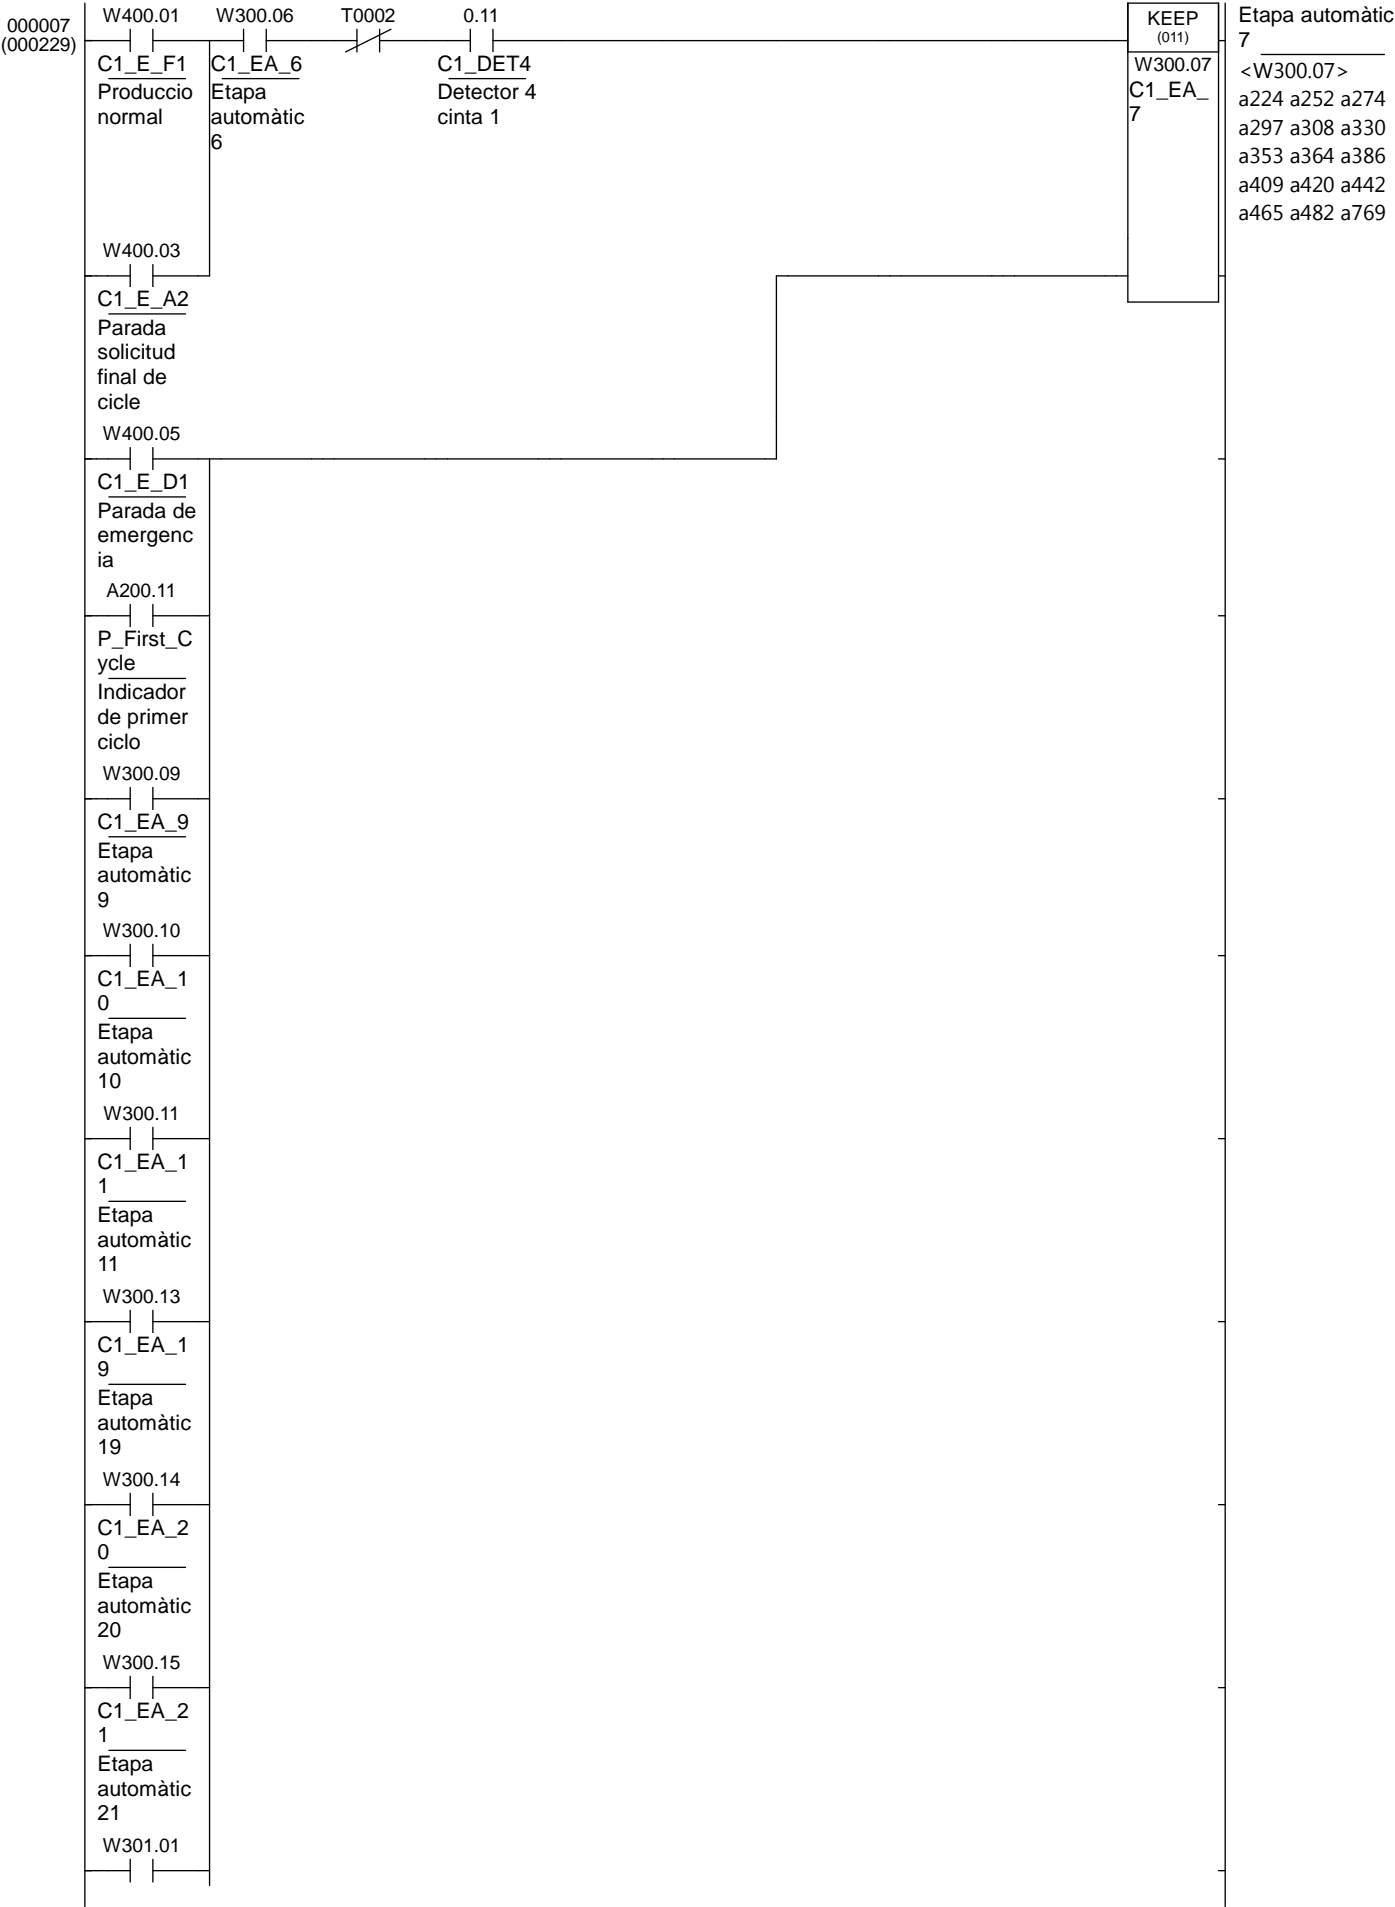 000007
(000229)
W400.01 W300.06 T0002 0.11
C1_E_F1 C1_EA_6 C1_DET4
Produccio Etapa Detector 4
normal automàtic cinta 1
6
KEEP
(011)
W300.07
C1_EA_
7
Etapa automàtic
7
<W300.07>
a224 a252 a274
a297 a308 a330
a353 a364 a386
a409 a420 a442
a465 a482 a769
W400.03
C1_E_A2
Parada
solicitud
final de
cicle
W400.05
C1_E_D1
Parada de
emergenc
ia
A200.11
P_First_C
ycle
Indicador
de primer
ciclo
W300.09
C1_EA_9
Etapa
automàtic
9
W300.10
C1_EA_1
0
Etapa
automàtic
10
W300.11
C1_EA_1
1
Etapa
automàtic
11
W300.13
C1_EA_1
9
Etapa
automàtic
19
W300.14
C1_EA_2
0
Etapa
automàtic
20
W300.15
C1_EA_2
1
Etapa
automàtic
21
W301.01